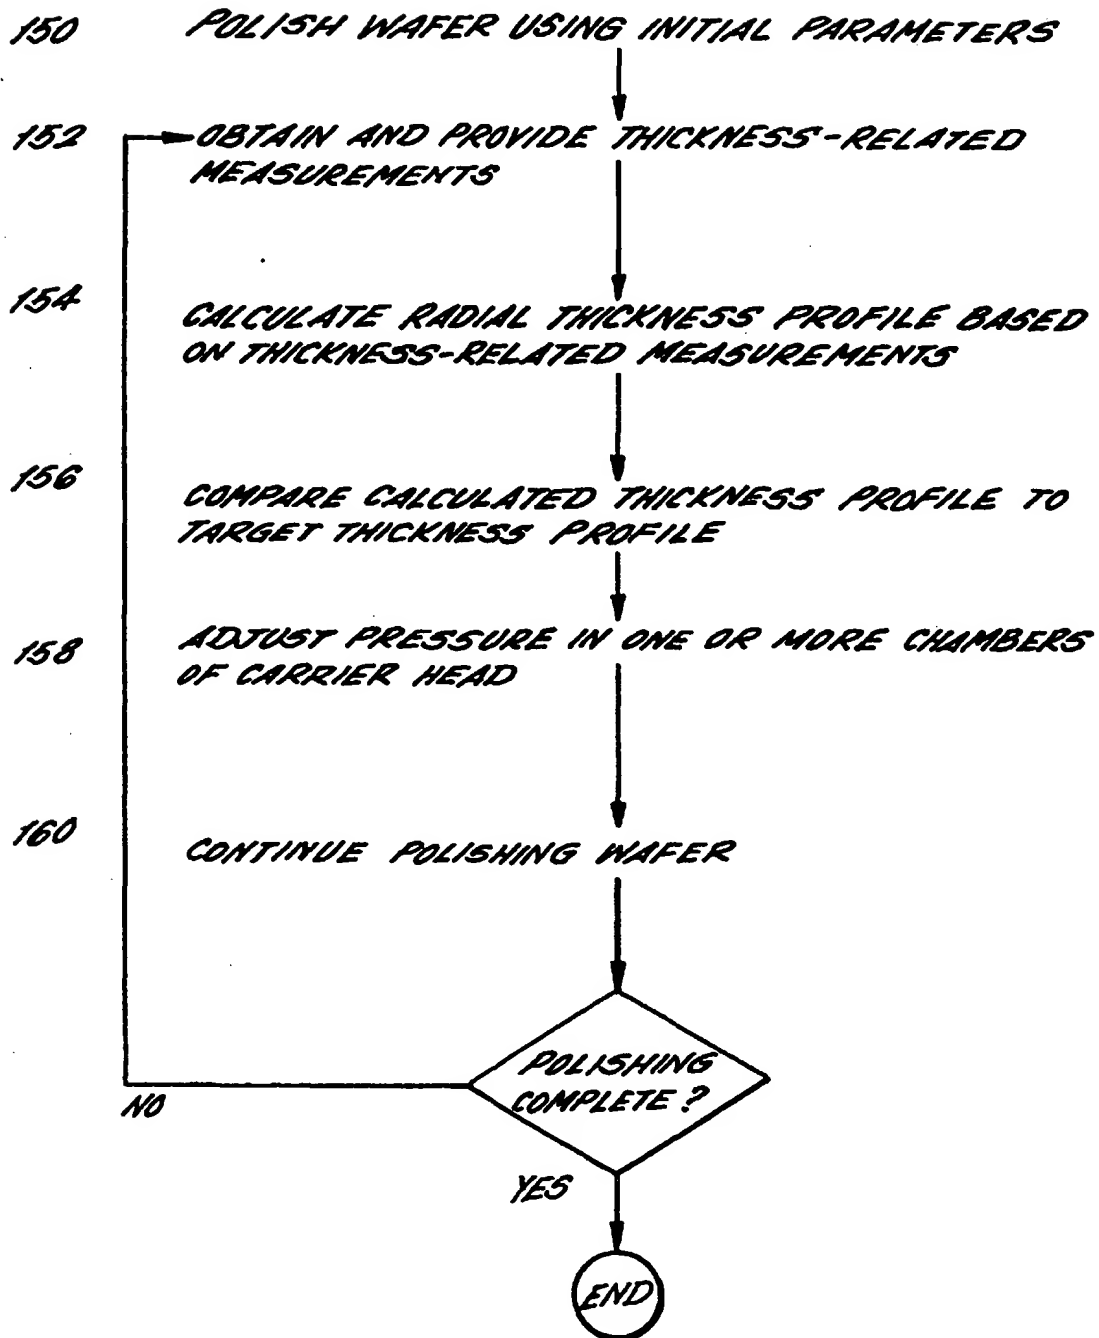 150 POLISH WAFER USING INITIAL PARAMETERS
152 OBTAIN AND PROVIDE THICKNESS-RELATED
MEASUREMENTS
154 CALCULATE RADIAL THICKNESS PROFILE BASED
ON THICKNESS-RELATED MEASUREMENTS
156 COMPARE CALCULATED THICKNESS PROFILE TO
TARGET THICKNESS PROFILE
158 ADJUST PRESSURE IN ONE OR MORE CHAMBERS
OF CARRIER HEAD
160 CONTINUE POLISHING WAFER
POLISHING
COMPLETE?
NO
YES
END